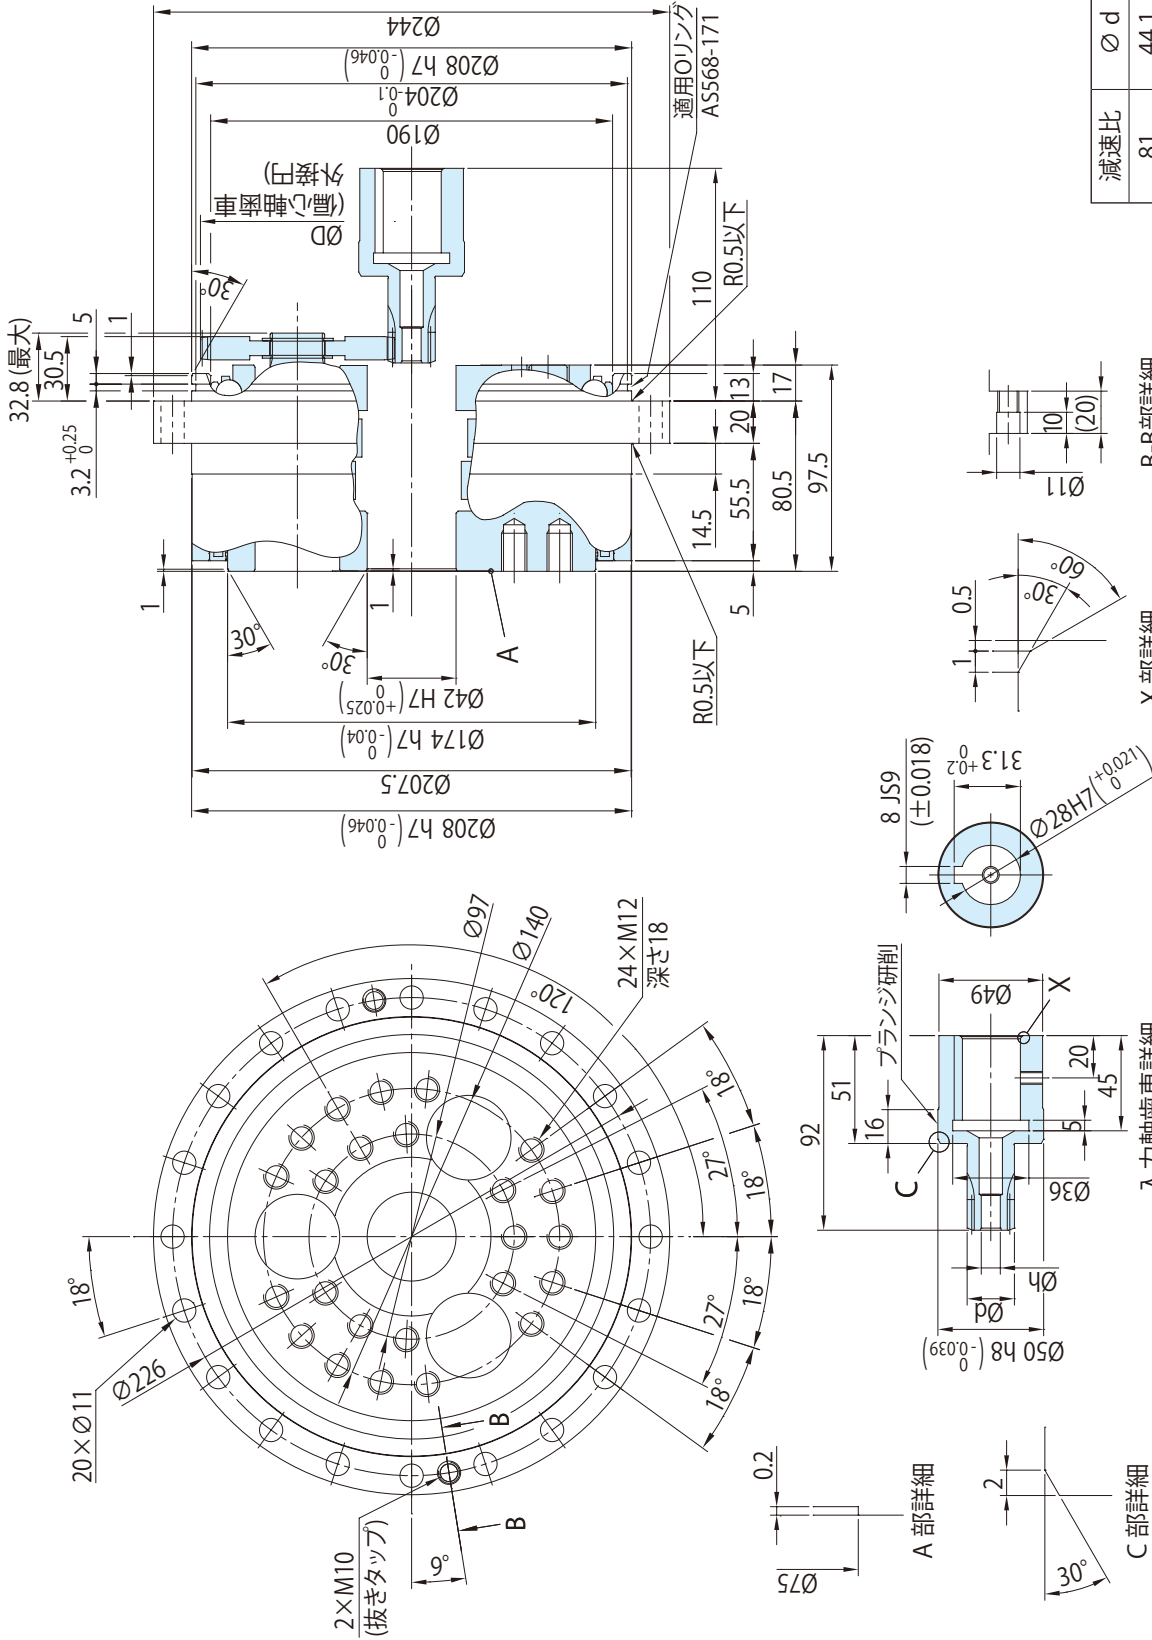 Ø244
Ø208 h7 ( 0 -0.046)
Ø204 0 -0.1
Ø190
適用Oリング
AS568-171
ØD
(偏心軸歯車
外接円)
減速比
Ø d
81
44.1
32.8 (最大)
30.5
5
1
3.2 +0.25 0
30°
110
R0.5以下
13
17
20
14.5
55.5
80.5
97.5
5
1
30°
30°
1
A
R0.5以下
Ø42 H7 (+0.025 0)
Ø174 h7 ( 0 -0.04)
Ø207.5
Ø208 h7 ( 0 -0.046)
10
(20)
Ø11
0.5
1
30°
60°
8 JS9
(±0.018)
31.3 +0.2 0
Ø28H7(+0.021 0)
Ø97
Ø140
24×M12
深さ18
120°
18°
27°
18°
18°
27°
18°
18°
20×Ø11
Ø226
2×M10
(抜きタップ)
6°
B
B
プランジ研削
92
51
16
C
Ø49
X
20
45
5
Ø36
Øh
Ød
Ø50 h8 ( 0 -0.039)
0.2
Ø75
A 部詳細
2
30°
C 部詳細